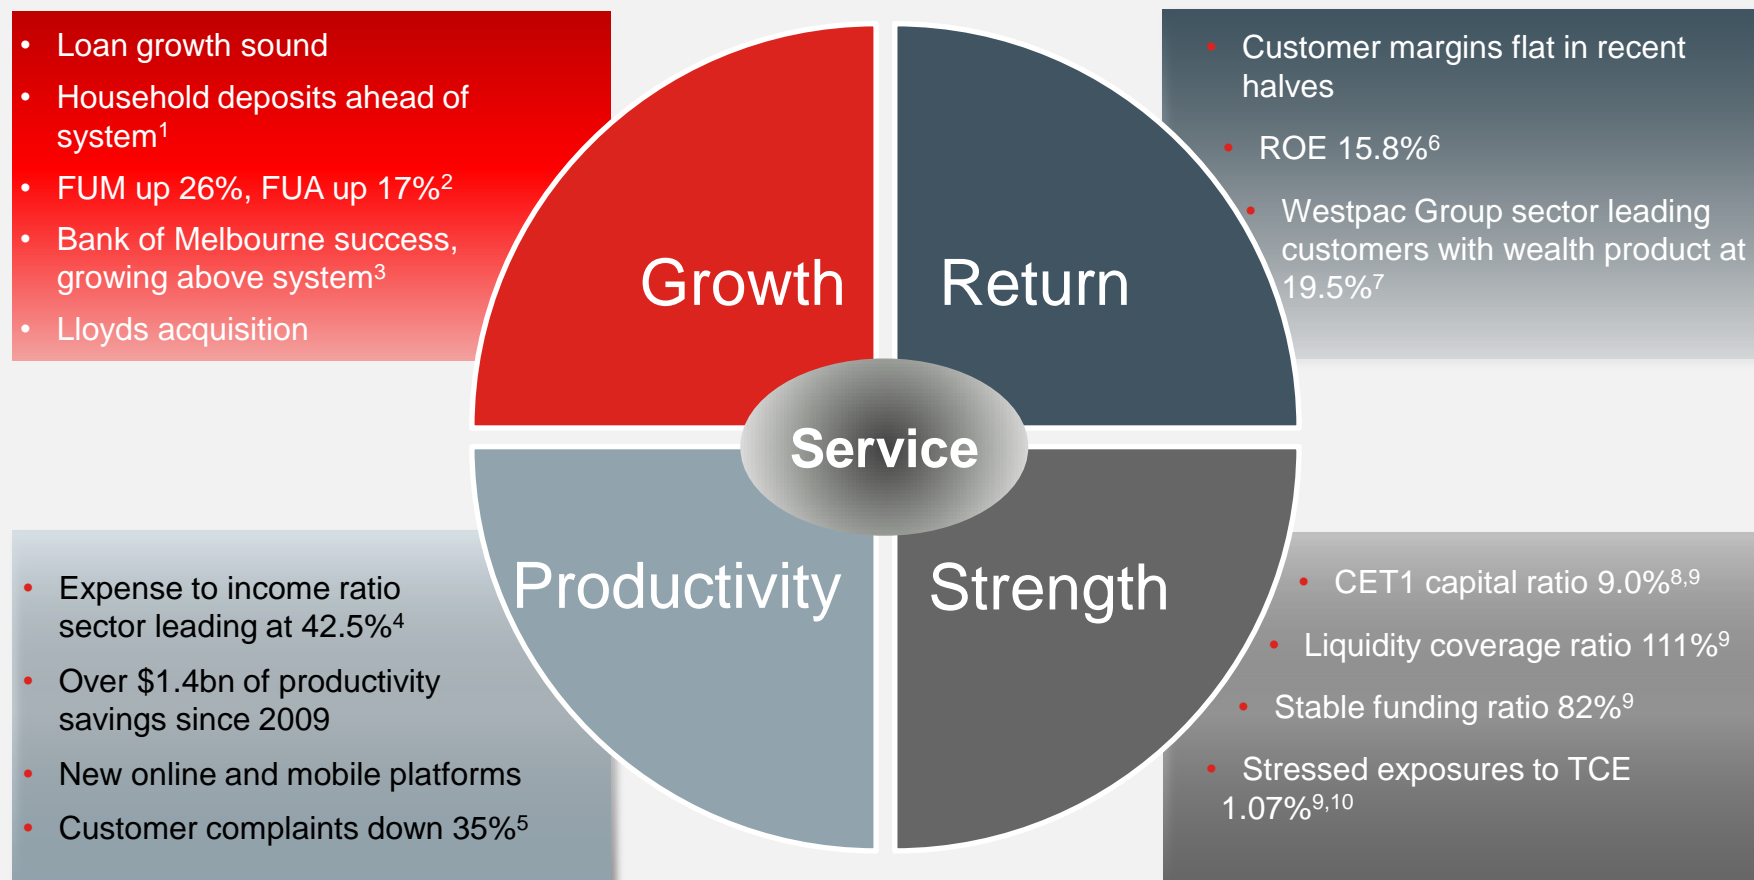 • Loan growth sound
• Household deposits ahead of
system¹
• FUM up 26%, FUA up 17%²
• Bank of Melbourne success,
growing above system³
• Lloyds acquisition
• Customer margins flat in recent
halves
• ROE 15.8%⁶
• Westpac Group sector leading
customers with wealth product at
19.5%⁷
Growth
Return
Service
Productivity
Strength
• Expense to income ratio
sector leading at 42.5%⁴
• Over $1.4bn of productivity
savings since 2009
• New online and mobile platforms
• Customer complaints down 35%⁵
• CET1 capital ratio 9.0%⁸,⁹
• Liquidity coverage ratio 111%⁹
• Stable funding ratio 82%⁹
• Stressed exposures to TCE
1.07%⁹,¹⁰